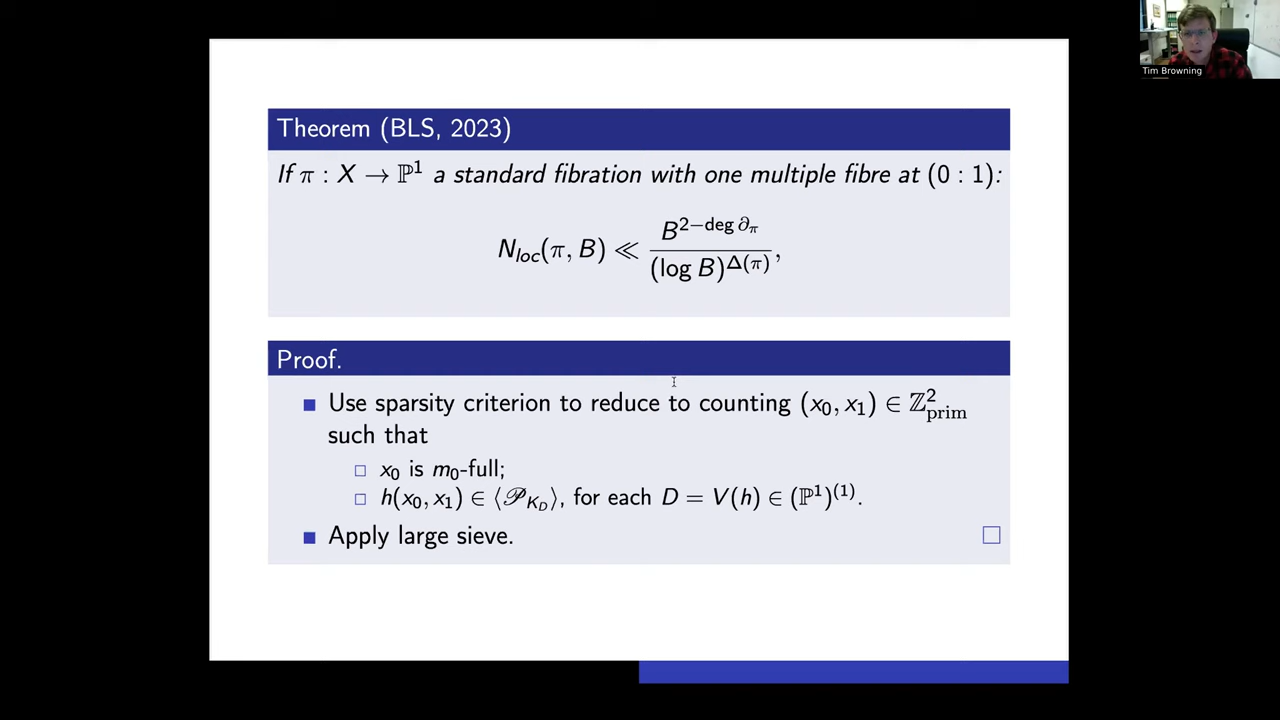 Tim Browning
Theorem (BLS, 2023)
If π : X → ℙ¹ a standard fibration with one multiple fibre at (0 : 1):
N_loc(π, B) ≪ B^{2−deg ∂_π} / (log B)^{Δ(π)},
Proof.
Use sparsity criterion to reduce to counting (x₀, x₁) ∈ ℤ²_prim
such that
x₀ is m₀-full;
h(x₀, x₁) ∈ ⟨𝒫_{K_D}⟩, for each D = V(h) ∈ (ℙ¹)^{(1)}.
Apply large sieve.